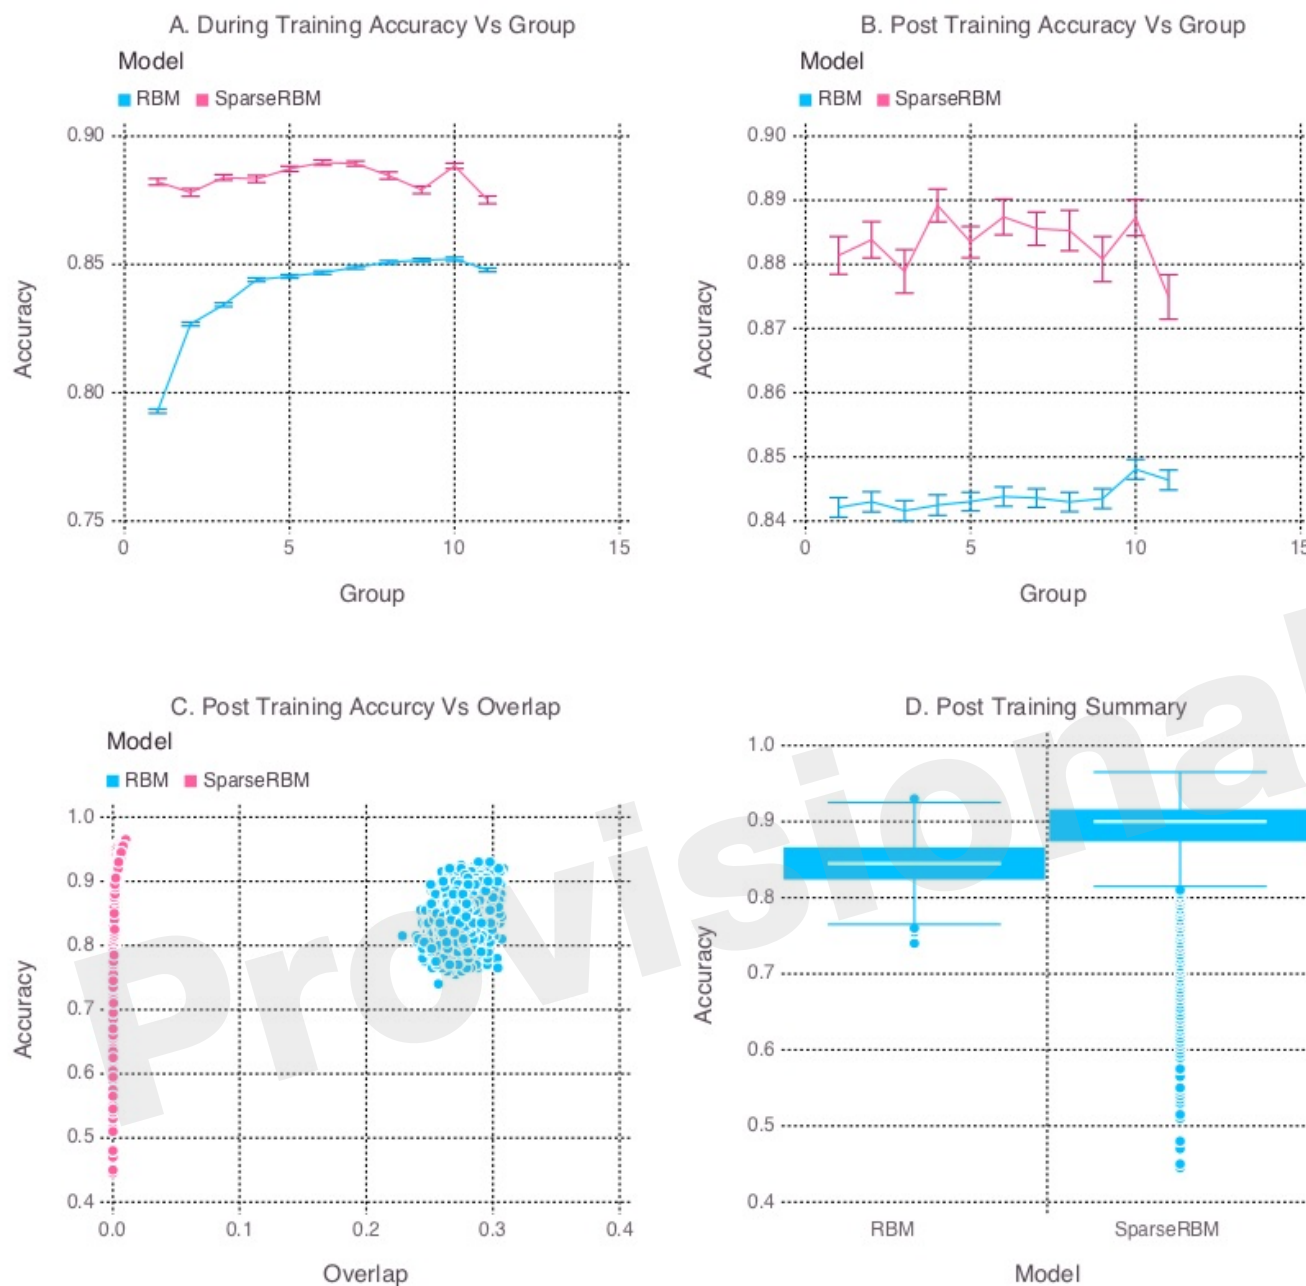 A. During Training Accuracy Vs Group
Model
RBM SparseRBM
0.90
0.85
0.80
0.75
0 5 10 15
Accuracy
Group
B. Post Training Accuracy Vs Group
Model
RBM SparseRBM
0.90
0.89
0.88
0.87
0.86
0.85
0.84
0 5 10 15
Accuracy
Group
C. Post Training Accurcy Vs Overlap
Model
RBM SparseRBM
1.0
0.9
0.8
0.7
0.6
0.5
0.4
0.0 0.1 0.2 0.3 0.4
Accuracy
Overlap
D. Post Training Summary
1.0
0.9
0.8
0.7
0.6
0.5
0.4
RBM SparseRBM
Accuracy
Model
Provisional